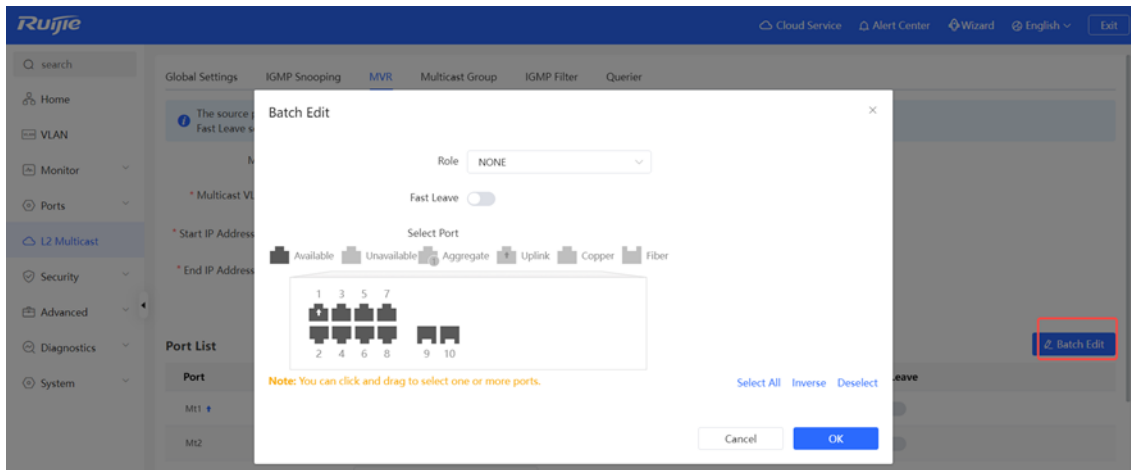 Ruijie
Cloud Service Alert Center Wizard English Exit
search
Home
VLAN
Monitor
Ports
L2 Multicast
Security
Advanced
Diagnostics
System
Global Settings IGMP Snooping MVR Multicast Group IGMP Filter Querier
The source
Fast Leave s
* Multicast VL
* Start IP Address
* End IP Address
Batch Edit
Role NONE
Fast Leave
Select Port
Available Unavailable Aggregate Uplink Copper Fiber
1 3 5 7
2 4 6 8 9 10
Note: You can click and drag to select one or more ports.
Select All Inverse Deselect
Cancel OK
Port List
Batch Edit
Port eave
Mt1
Mt2